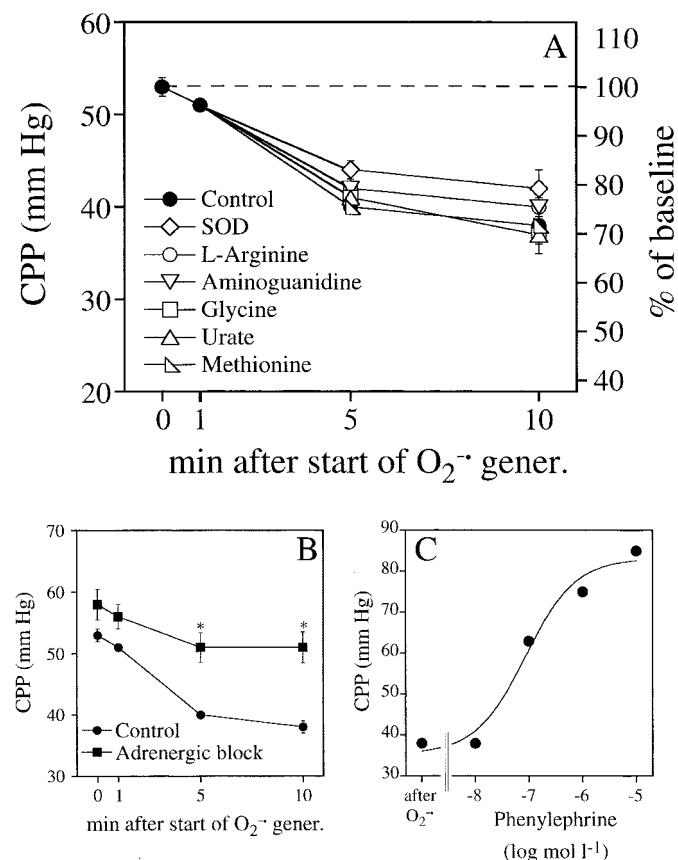 A
60
50
40
30
20
CPP (mm Hg)
110
100
90
80
70
60
50
40
% of baseline
Control
SOD
L-Arginine
Aminoguanidine
Glycine
Urate
Methionine
0 1 5 10
min after start of O₂⁻· gener.
B
70
60
50
40
30
CPP (mm Hg)
* *
Control
Adrenergic block
0 1 5 10
min after start of O₂⁻· gener.
C
90
80
70
60
50
40
30
CPP (mm Hg)
after -8 -7 -6 -5
O₂⁻·
Phenylephrine
(log mol l⁻¹)